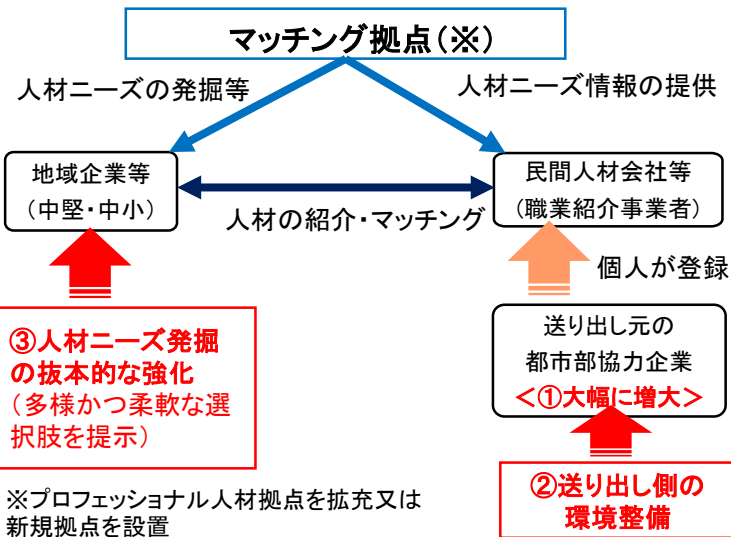 マッチング拠点（※）
人材ニーズの発掘等
人材ニーズ情報の提供
地域企業等
（中堅・中小）
民間人材会社等
（職業紹介事業者）
人材の紹介・マッチング
個人が登録
③人材ニーズ発掘
の抜本的な強化
（多様かつ柔軟な選
択肢を提示）
送り出し元の
都市部協力企業
＜①大幅に増大＞
②送り出し側の
環境整備
※プロフェッショナル人材拠点を拡充又は
新規拠点を設置